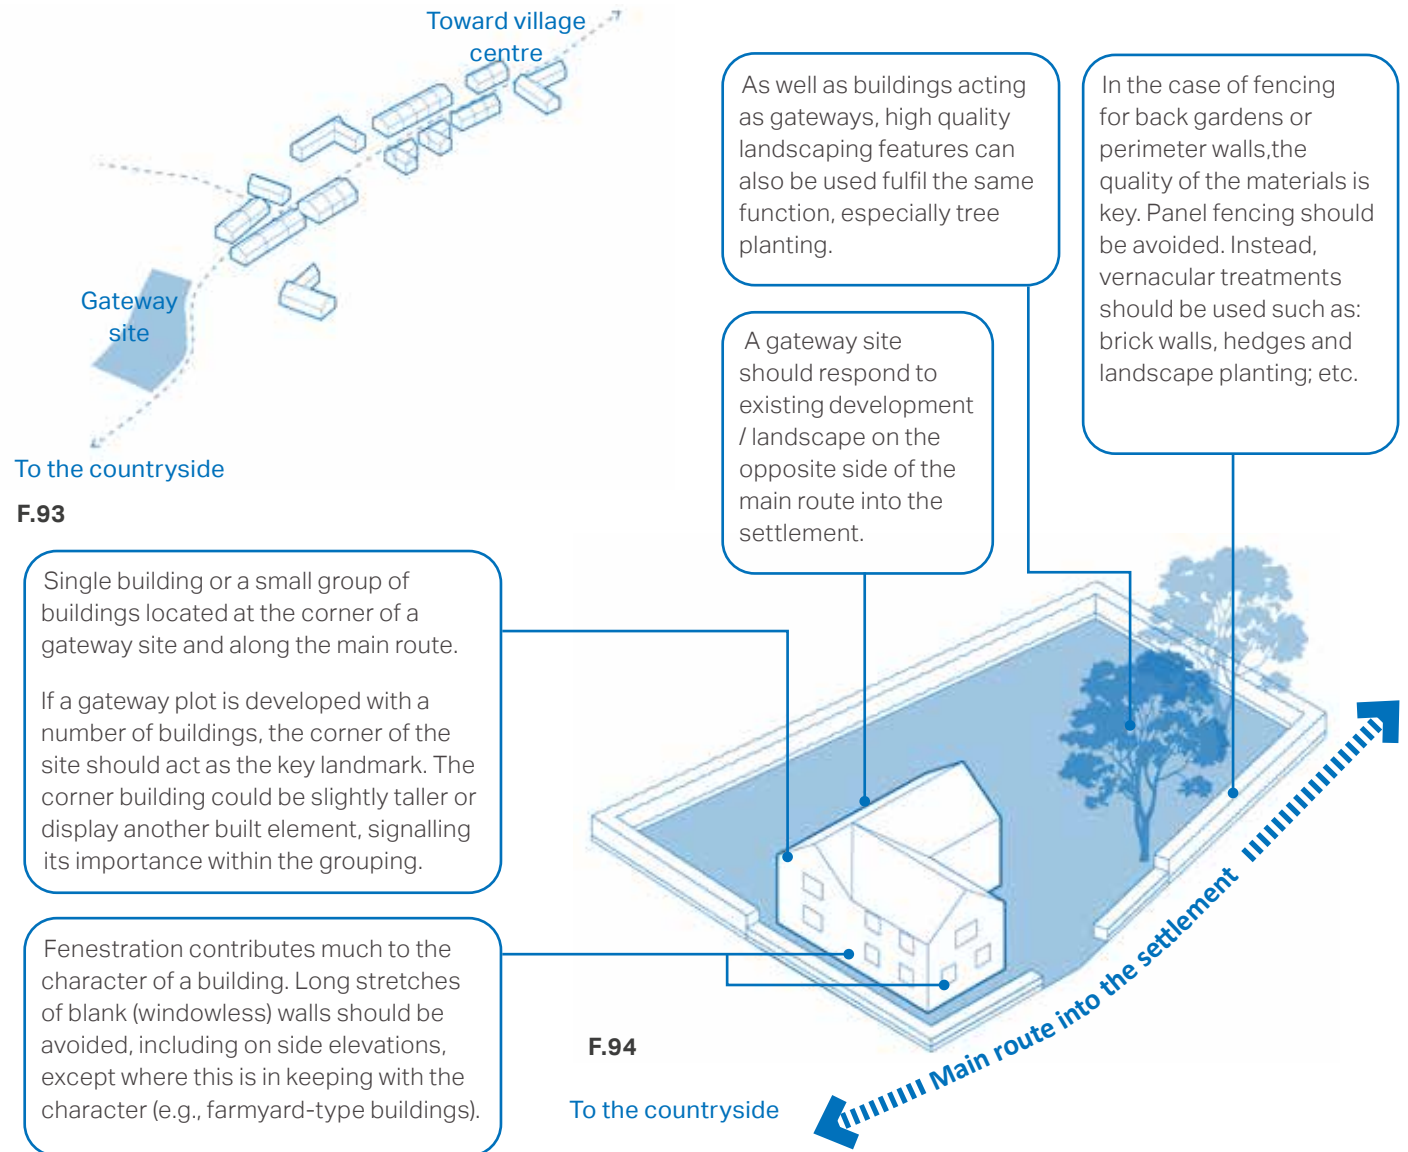 Toward village
centre
Gateway
site
To the countryside
F.93
As well as buildings acting
as gateways, high quality
landscaping features can
also be used fulfil the same
function, especially tree
planting.
In the case of fencing
for back gardens or
perimeter walls,the
quality of the materials is
key. Panel fencing should
be avoided. Instead,
vernacular treatments
should be used such as:
brick walls, hedges and
landscape planting; etc.
A gateway site
should respond to
existing development
/ landscape on the
opposite side of the
main route into the
settlement.
Single building or a small group of
buildings located at the corner of a
gateway site and along the main route.
If a gateway plot is developed with a
number of buildings, the corner of the
site should act as the key landmark. The
corner building could be slightly taller or
display another built element, signalling
its importance within the grouping.
Fenestration contributes much to the
character of a building. Long stretches
of blank (windowless) walls should be
avoided, including on side elevations,
except where this is in keeping with the
character (e.g., farmyard-type buildings).
F.94
To the countryside
Main route into the settlement